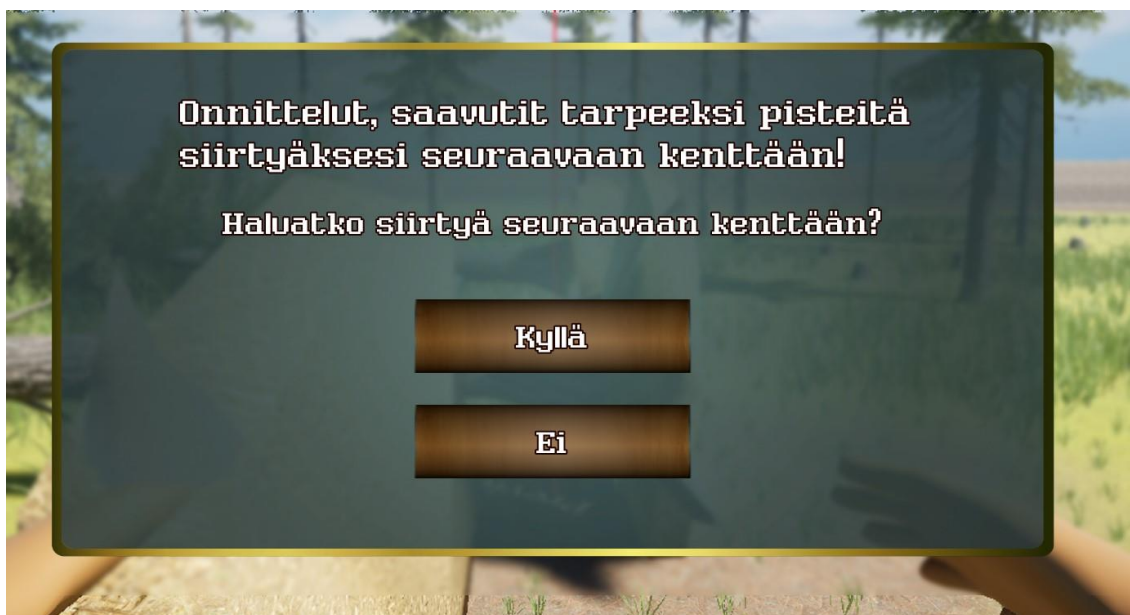 Onnittelut, saavutit tarpeeksi pisteitä
siirtyäksesi seuraavaan kenttään!
Haluatko siirtyä seuraavaan kenttään?
Kyllä
Ei